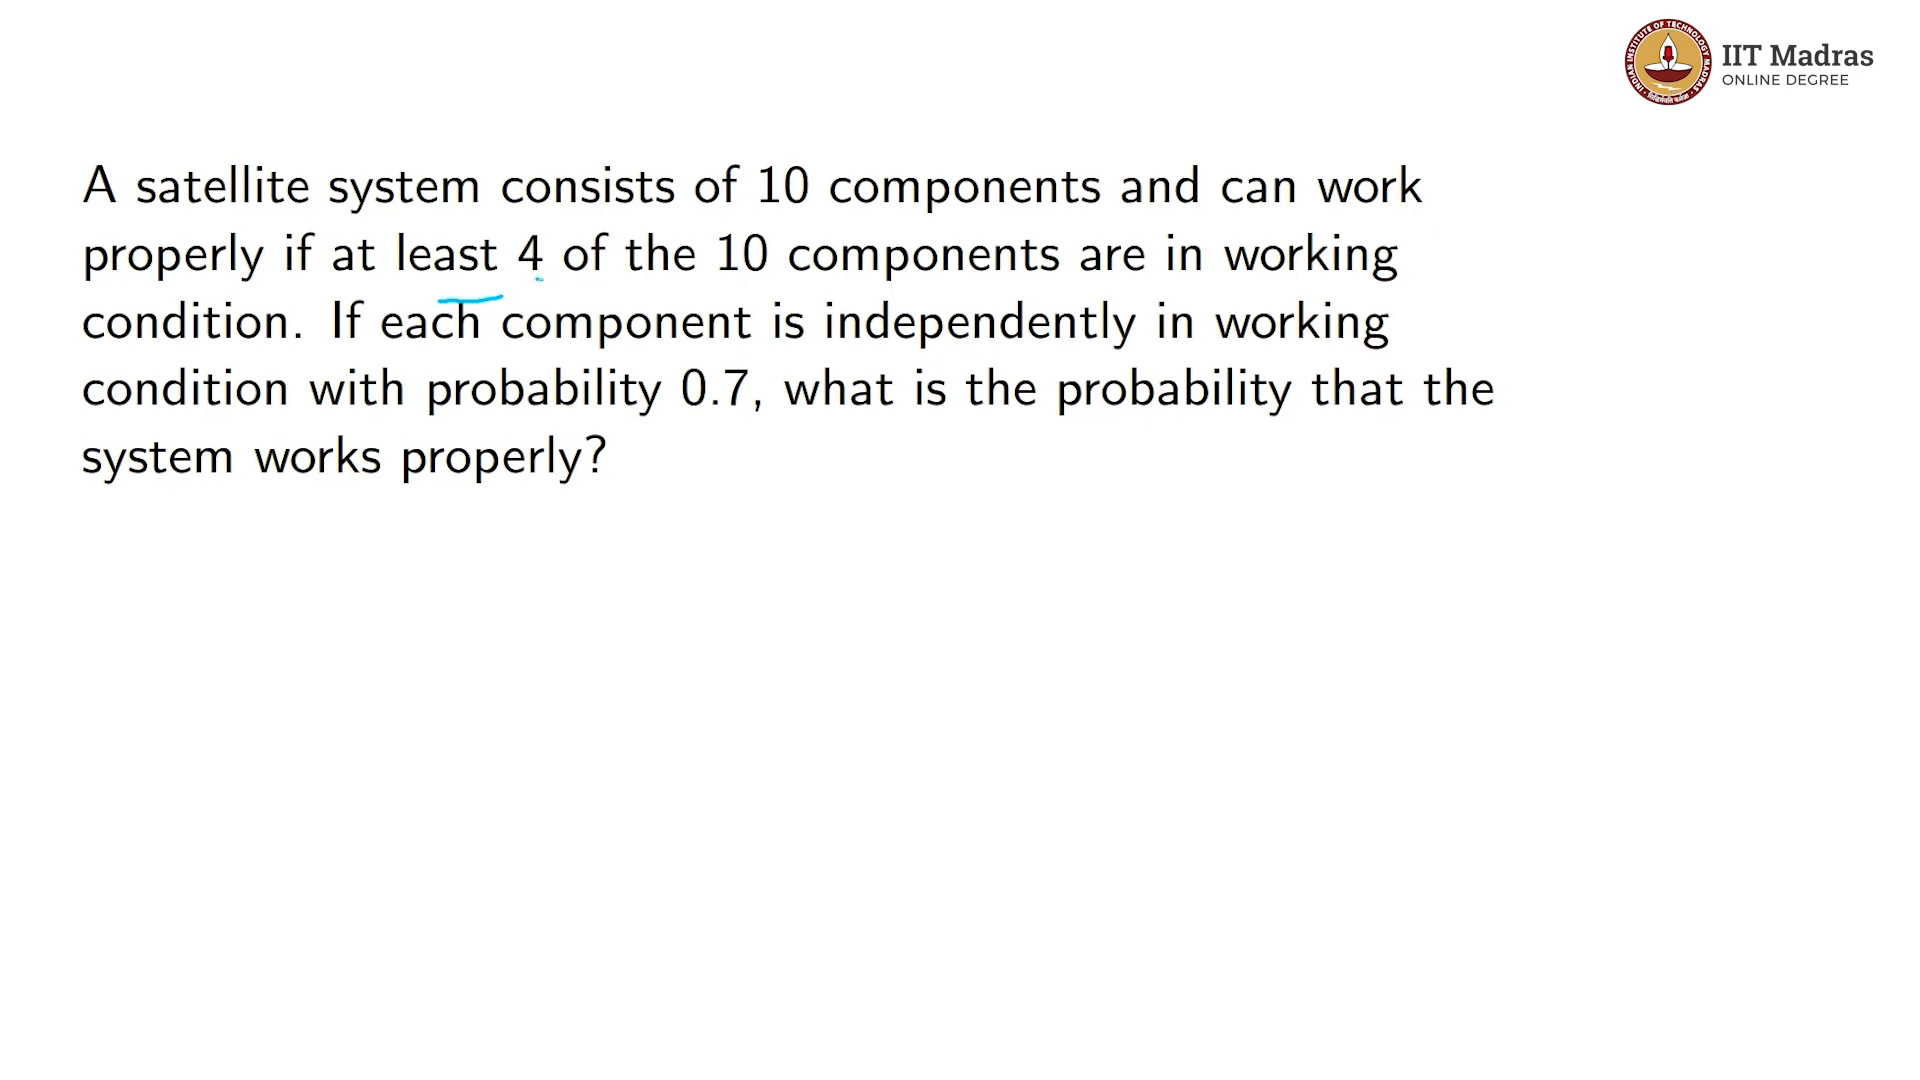 IIT Madras
ONLINE DEGREE
A satellite system consists of 10 components and can work
properly if at least 4 of the 10 components are in working
condition. If each component is independently in working
condition with probability 0.7, what is the probability that the
system works properly?